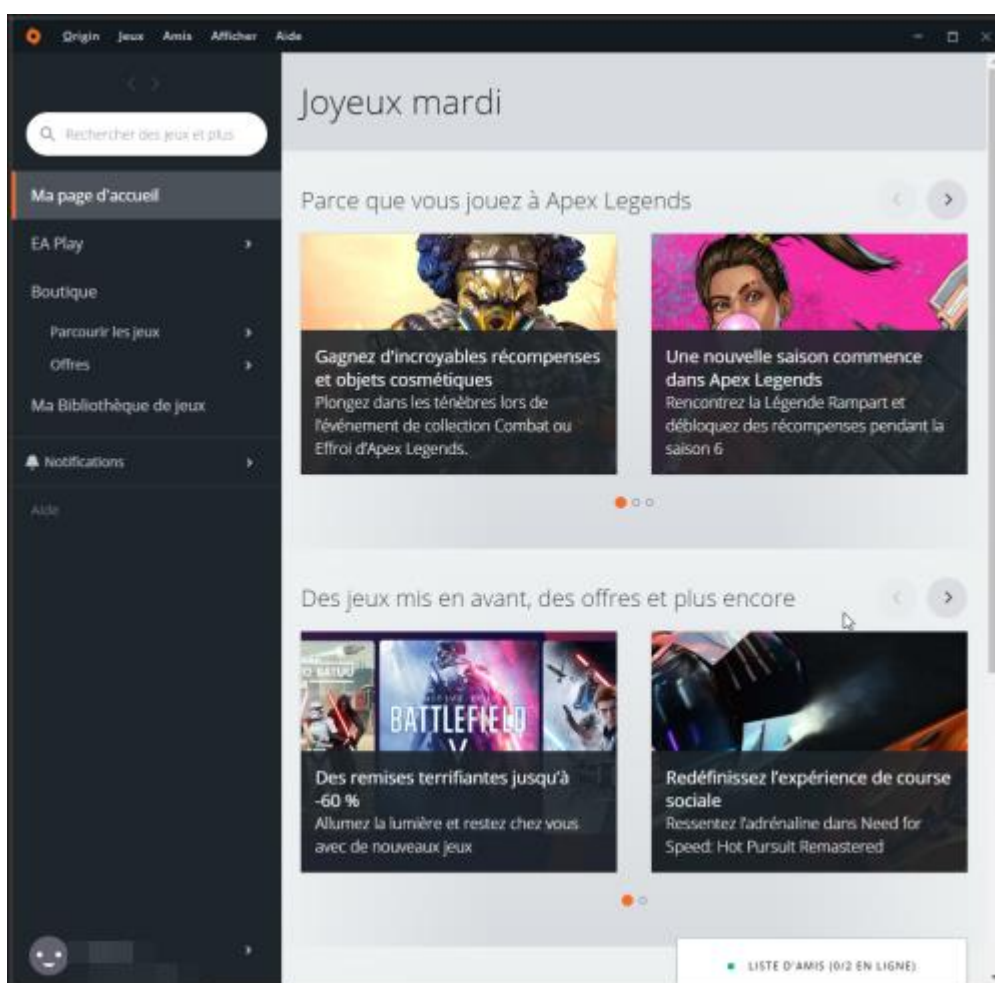 Origin Jeux Amis Afficher Aide
Rechercher des jeux et plus
Ma page d'accueil
EA Play
Boutique
Parcourir les jeux
Offres
Ma Bibliothèque de jeux
Notifications
Aide
Joyeux mardi
Parce que vous jouez à Apex Legends
Gagnez d'incroyables récompenses
et objets cosmétiques
Plongez dans les ténèbres lors de
l'événement de collection Combat ou
Effroi d'Apex Legends.
Une nouvelle saison commence
dans Apex Legends
Rencontrez la Légende Rampart et
débloquez des récompenses pendant la
saison 6
Des jeux mis en avant, des offres et plus encore
BATUU
BATTLEFIELD
V
Des remises terrifiantes jusqu'à
-60 %
Allumez la lumière et restez chez vous
avec de nouveaux jeux
Redéfinissez l'expérience de course
sociale
Ressentez l'adrénaline dans Need for
Speed: Hot Pursuit Remastered
LISTE D'AMIS (0/2 EN LIGNE)